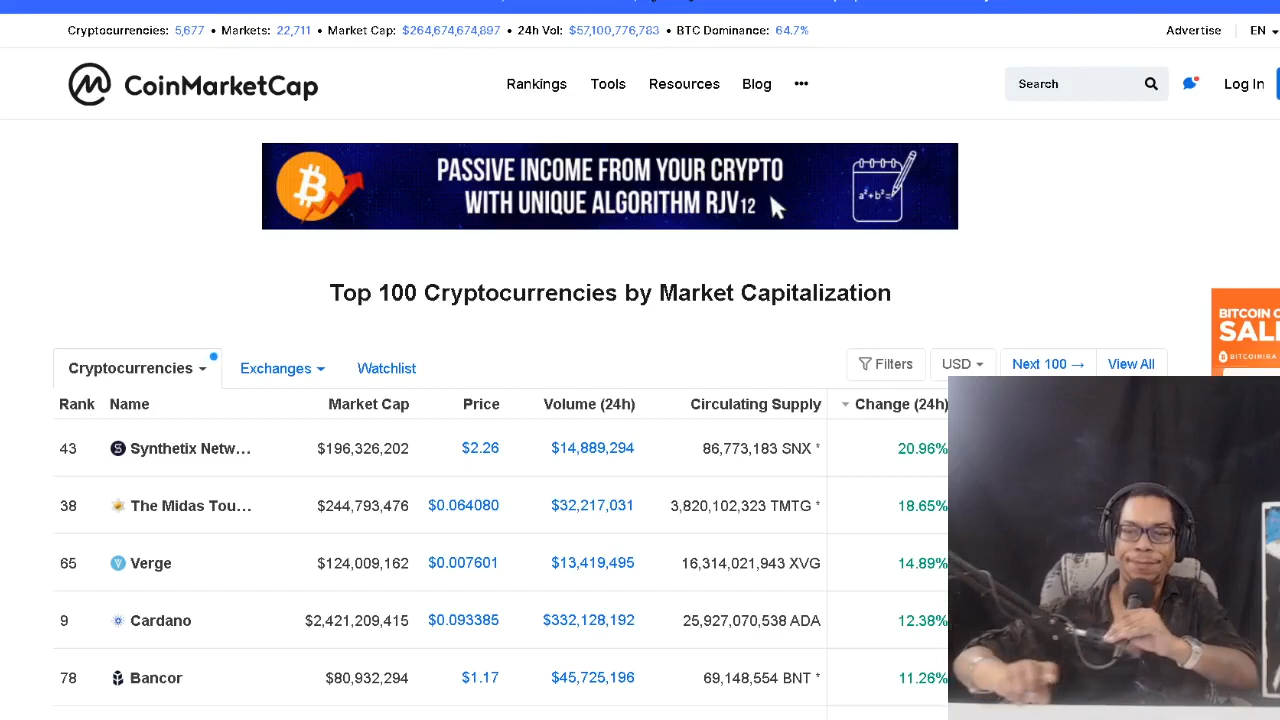 Cryptocurrencies: 5,677 • Markets: 22,711 • Market Cap: $264,674,674,897 • 24h Vol: $57,100,776,783 • BTC Dominance: 64.7%
Advertise EN
CoinMarketCap Rankings Tools Resources Blog ••• Search Log In
PASSIVE INCOME FROM YOUR CRYPTO
WITH UNIQUE ALGORITHM RJV12
a²+b²=
Top 100 Cryptocurrencies by Market Capitalization
BITCOIN
SAL
BITCOINIRA
Cryptocurrencies Exchanges Watchlist Filters USD Next 100 → View All
Rank Name Market Cap Price Volume (24h) Circulating Supply Change (24h)
43 Synthetix Netw... $196,326,202 $2.26 $14,889,294 86,773,183 SNX * 20.96%
38 The Midas Tou... $244,793,476 $0.064080 $32,217,031 3,820,102,323 TMTG * 18.65%
65 Verge $124,009,162 $0.007601 $13,419,495 16,314,021,943 XVG 14.89%
9 Cardano $2,421,209,415 $0.093385 $332,128,192 25,927,070,538 ADA 12.38%
78 Bancor $80,932,294 $1.17 $45,725,196 69,148,554 BNT * 11.26%